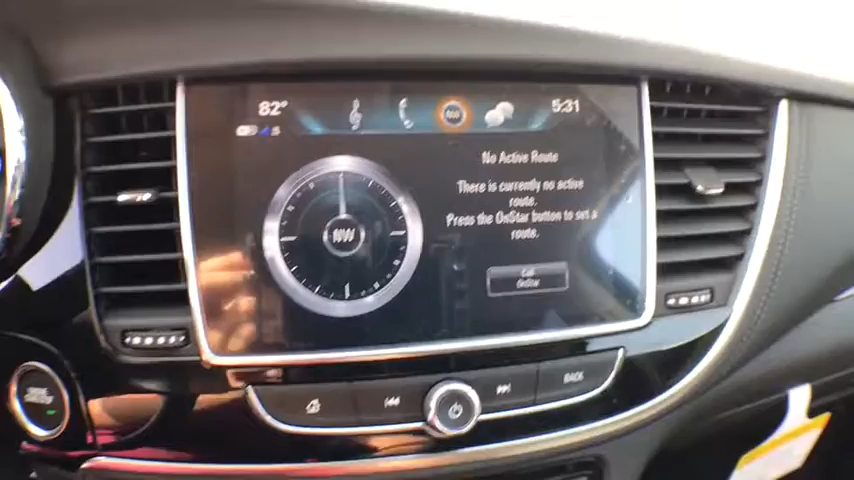 82°
5:31
No Active Route
There is currently no active
route.
Press the OnStar button to set a
route.
NW
Call
OnStar
BACK